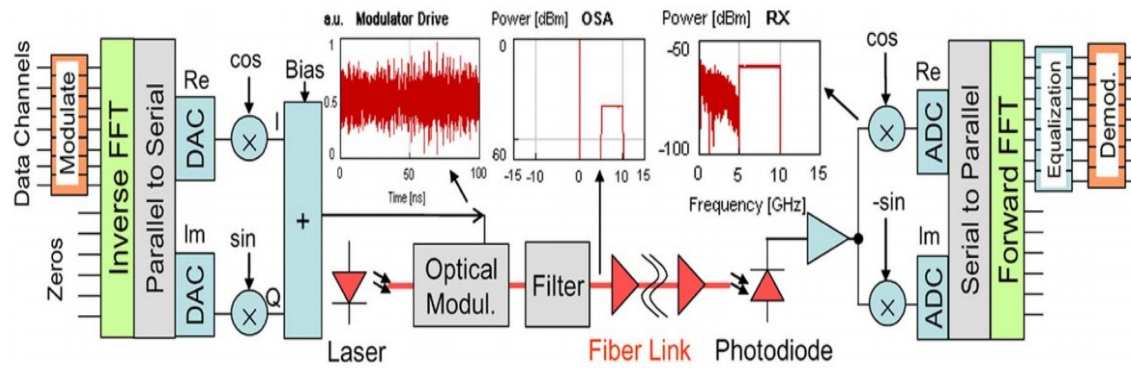 Data Channels
Zeros
Modulate
Inverse FFT
Parallel to Serial
Re
DAC
Im
DAC
cos
×
I
sin
×
Q
Bias
+
a.u. Modulator Drive
1
0.5
0
0 50 100
Time [ns]
Power [dBm] OSA
0
60
-15 -10 0 10 15
Power [dBm] RX
-50
-100
0 5 10 15
Frequency [GHz]
Laser
Optical
Modul.
Filter
Fiber Link
Photodiode
cos
×
-sin
×
Re
ADC
Im
ADC
Serial to Parallel
Forward FFT
Equalization
Demod.